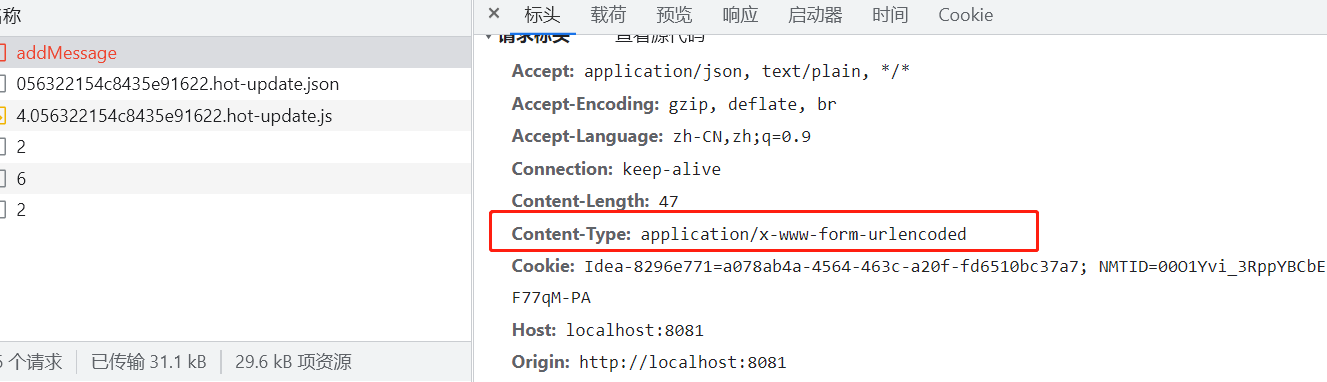 名称
addMessage
056322154c8435e91622.hot-update.json
4.056322154c8435e91622.hot-update.js
2
6
2
个请求 已传输 31.1 kB 29.6 kB 项资源
× 标头 载荷 预览 响应 启动器 时间 Cookie
请求标头 查看源代码
Accept: application/json, text/plain, */*
Accept-Encoding: gzip, deflate, br
Accept-Language: zh-CN,zh;q=0.9
Connection: keep-alive
Content-Length: 47
Content-Type: application/x-www-form-urlencoded
Cookie: Idea-8296e771=a078ab4a-4564-463c-a20f-fd6510bc37a7; NMTID=00O1Yvi_3RppYBCbE
F77qM-PA
Host: localhost:8081
Origin: http://localhost:8081